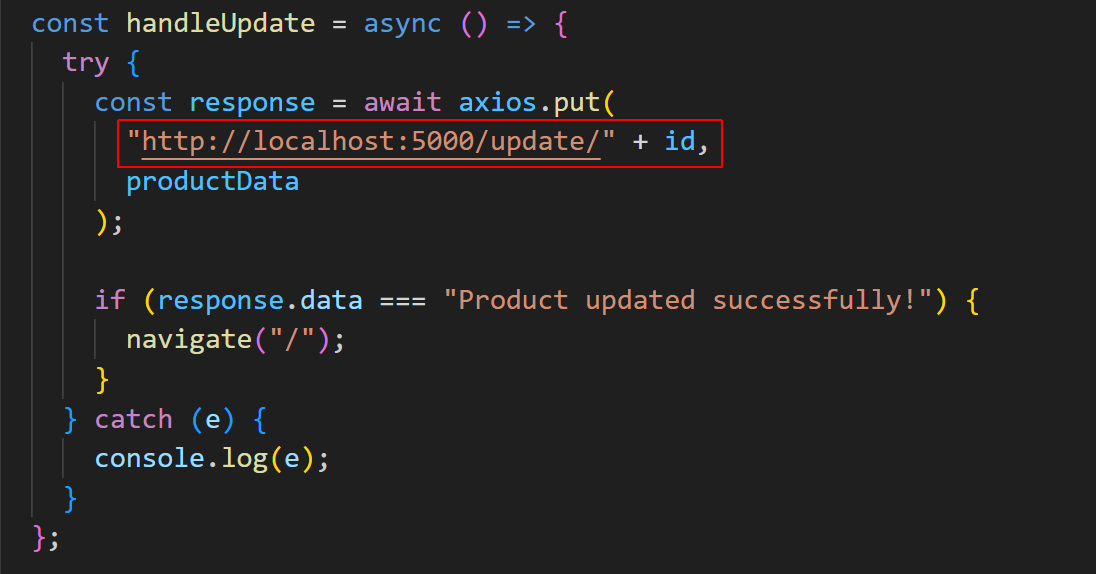 const handleUpdate = async () => {
try {
const response = await axios.put(
"http://localhost:5000/update/" + id,
productData
);
if (response.data === "Product updated successfully!") {
navigate("/");
}
} catch (e) {
console.log(e);
}
};